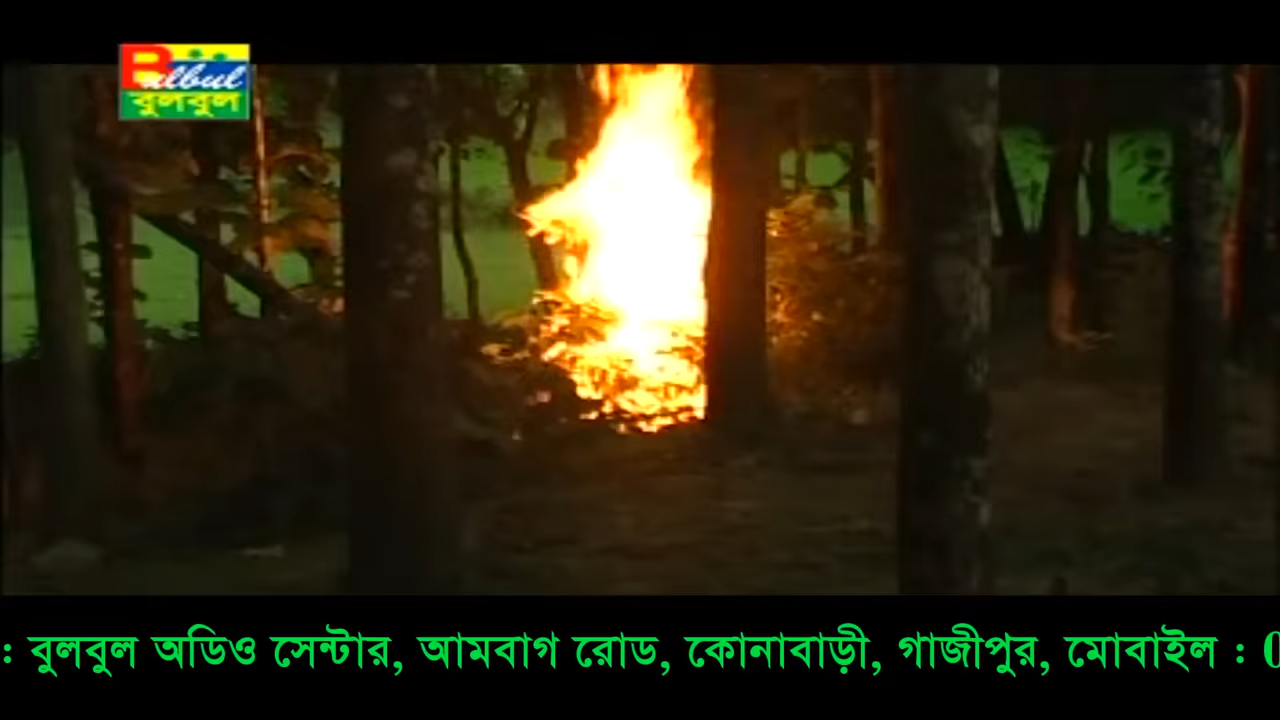 Bulbul
বুলবুল
: বুলবুল অডিও সেন্টার, আমবাগ রোড, কোনাবাড়ী, গাজীপুর, মোবাইল : 0